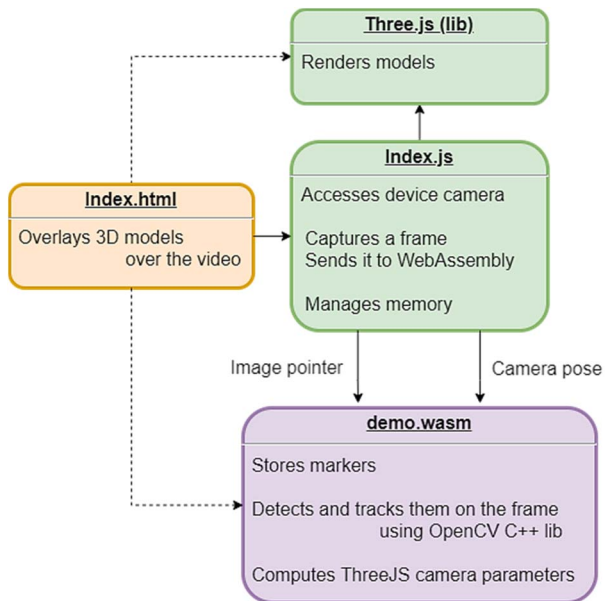 Three.js (lib)
Renders models
Index.js
Accesses device camera
Captures a frame
Sends it to WebAssembly
Manages memory
Index.html
Overlays 3D models
over the video
Image pointer
Camera pose
demo.wasm
Stores markers
Detects and tracks them on the frame
using OpenCV C++ lib
Computes ThreeJS camera parameters